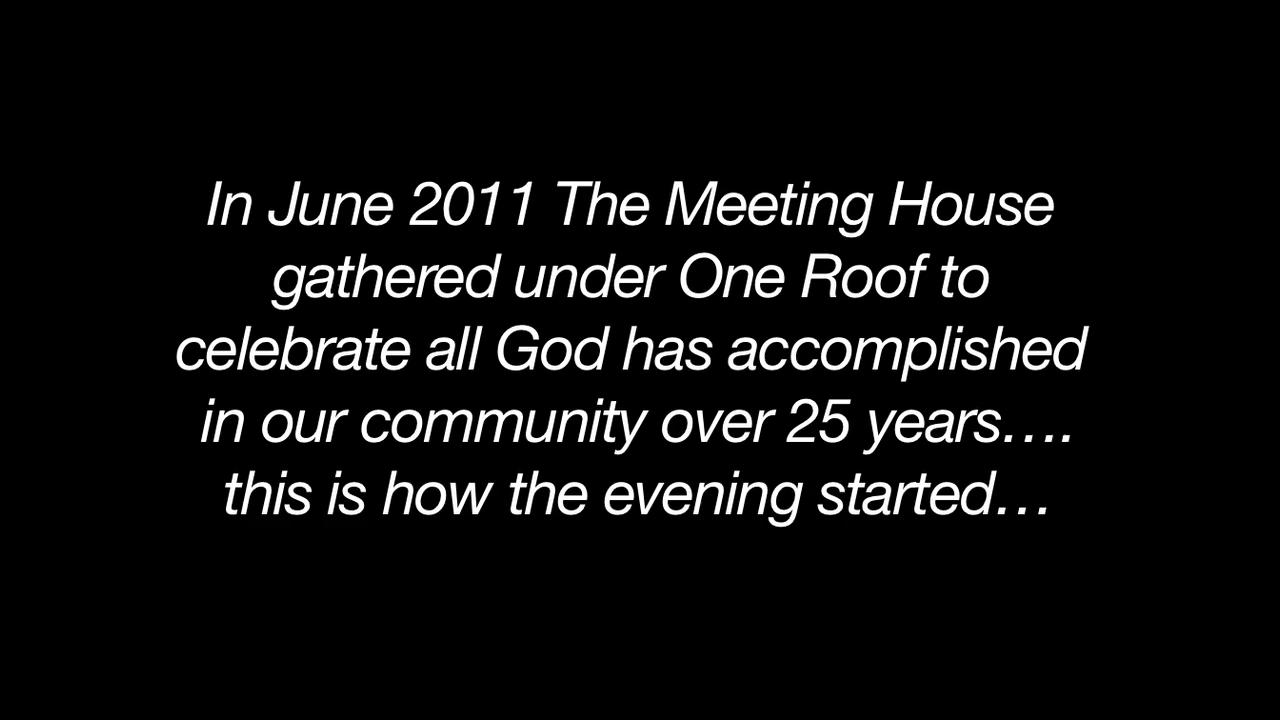 In June 2011 The Meeting House
gathered under One Roof to
celebrate all God has accomplished
in our community over 25 years….
this is how the evening started…